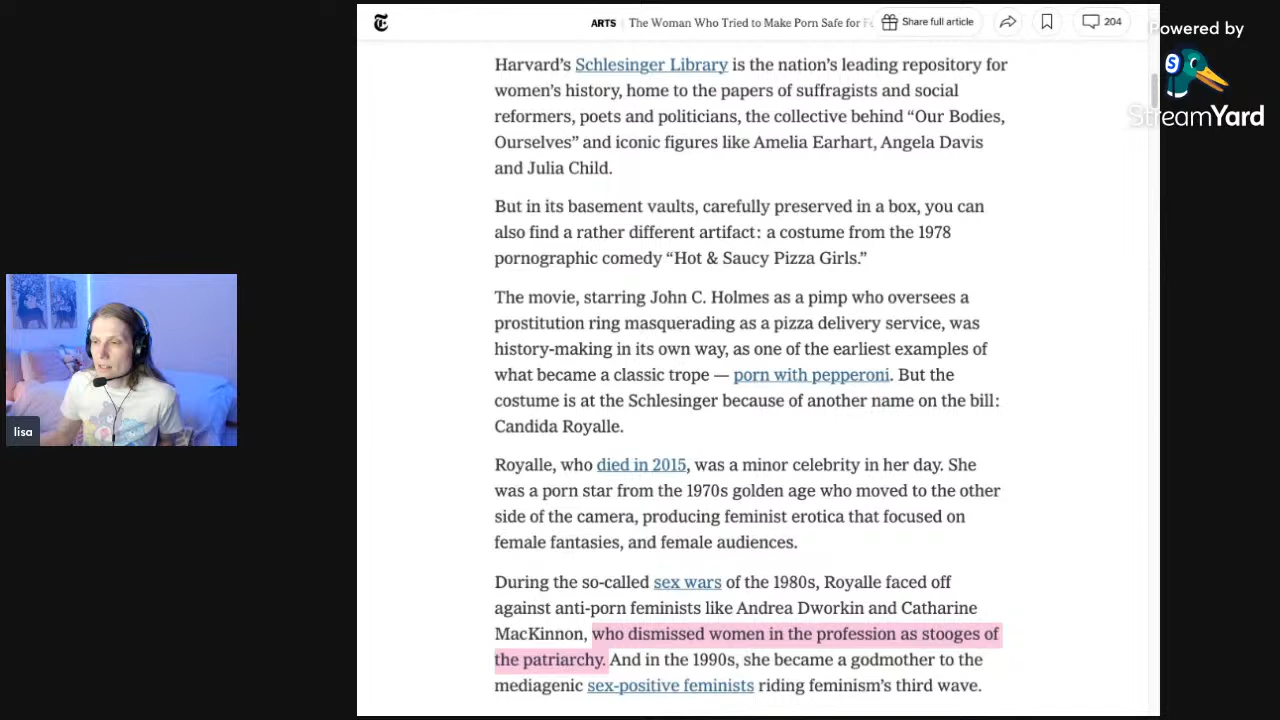 ARTS | The Woman Who Tried to Make Porn Safe for
Share full article
204
Powered by
S
StreamYard
Harvard’s Schlesinger Library is the nation’s leading repository for
women’s history, home to the papers of suffragists and social
reformers, poets and politicians, the collective behind “Our Bodies,
Ourselves” and iconic figures like Amelia Earhart, Angela Davis
and Julia Child.
But in its basement vaults, carefully preserved in a box, you can
also find a rather different artifact: a costume from the 1978
pornographic comedy “Hot & Saucy Pizza Girls.”
The movie, starring John C. Holmes as a pimp who oversees a
prostitution ring masquerading as a pizza delivery service, was
history-making in its own way, as one of the earliest examples of
what became a classic trope — porn with pepperoni. But the
costume is at the Schlesinger because of another name on the bill:
Candida Royalle.
Royalle, who died in 2015, was a minor celebrity in her day. She
was a porn star from the 1970s golden age who moved to the other
side of the camera, producing feminist erotica that focused on
female fantasies, and female audiences.
During the so-called sex wars of the 1980s, Royalle faced off
against anti-porn feminists like Andrea Dworkin and Catharine
MacKinnon, who dismissed women in the profession as stooges of
the patriarchy. And in the 1990s, she became a godmother to the
mediagenic sex-positive feminists riding feminism’s third wave.
lisa